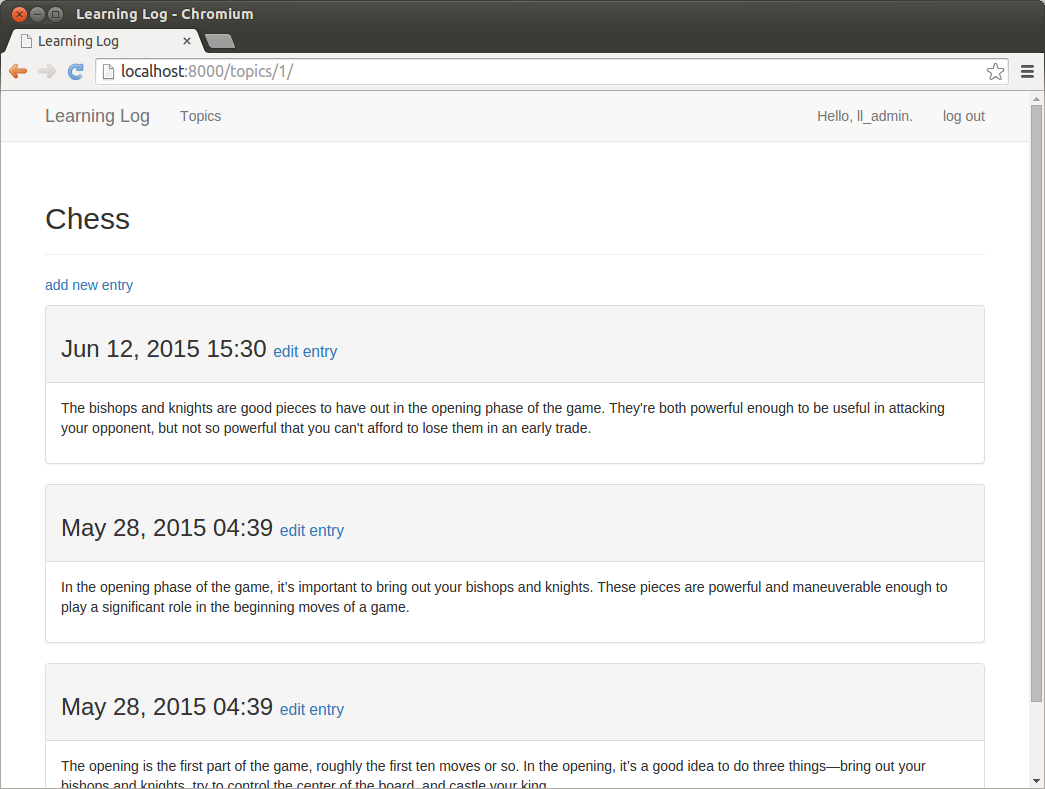 Learning Log - Chromium
Learning Log
localhost:8000/topics/1/
Learning Log Topics Hello, ll_admin. log out
Chess
add new entry
Jun 12, 2015 15:30 edit entry
The bishops and knights are good pieces to have out in the opening phase of the game. They're both powerful enough to be useful in attacking
your opponent, but not so powerful that you can't afford to lose them in an early trade.
May 28, 2015 04:39 edit entry
In the opening phase of the game, it’s important to bring out your bishops and knights. These pieces are powerful and maneuverable enough to
play a significant role in the beginning moves of a game.
May 28, 2015 04:39 edit entry
The opening is the first part of the game, roughly the first ten moves or so. In the opening, it’s a good idea to do three things—bring out your
bishops and knights, try to control the center of the board, and castle your king.